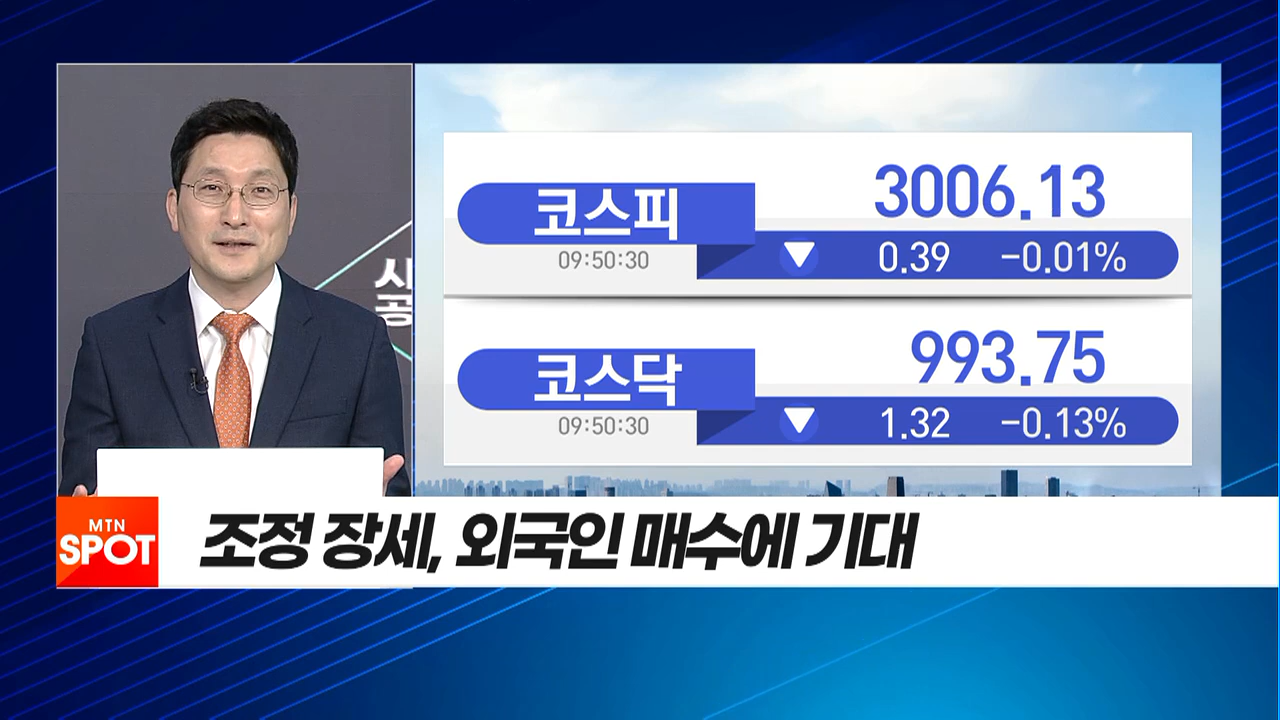 시
공
코스피
3006.13
09:50:30
▼ 0.39 -0.01%
코스닥
993.75
09:50:30
▼ 1.32 -0.13%
MTN
SPOT
조정 장세, 외국인 매수에 기대